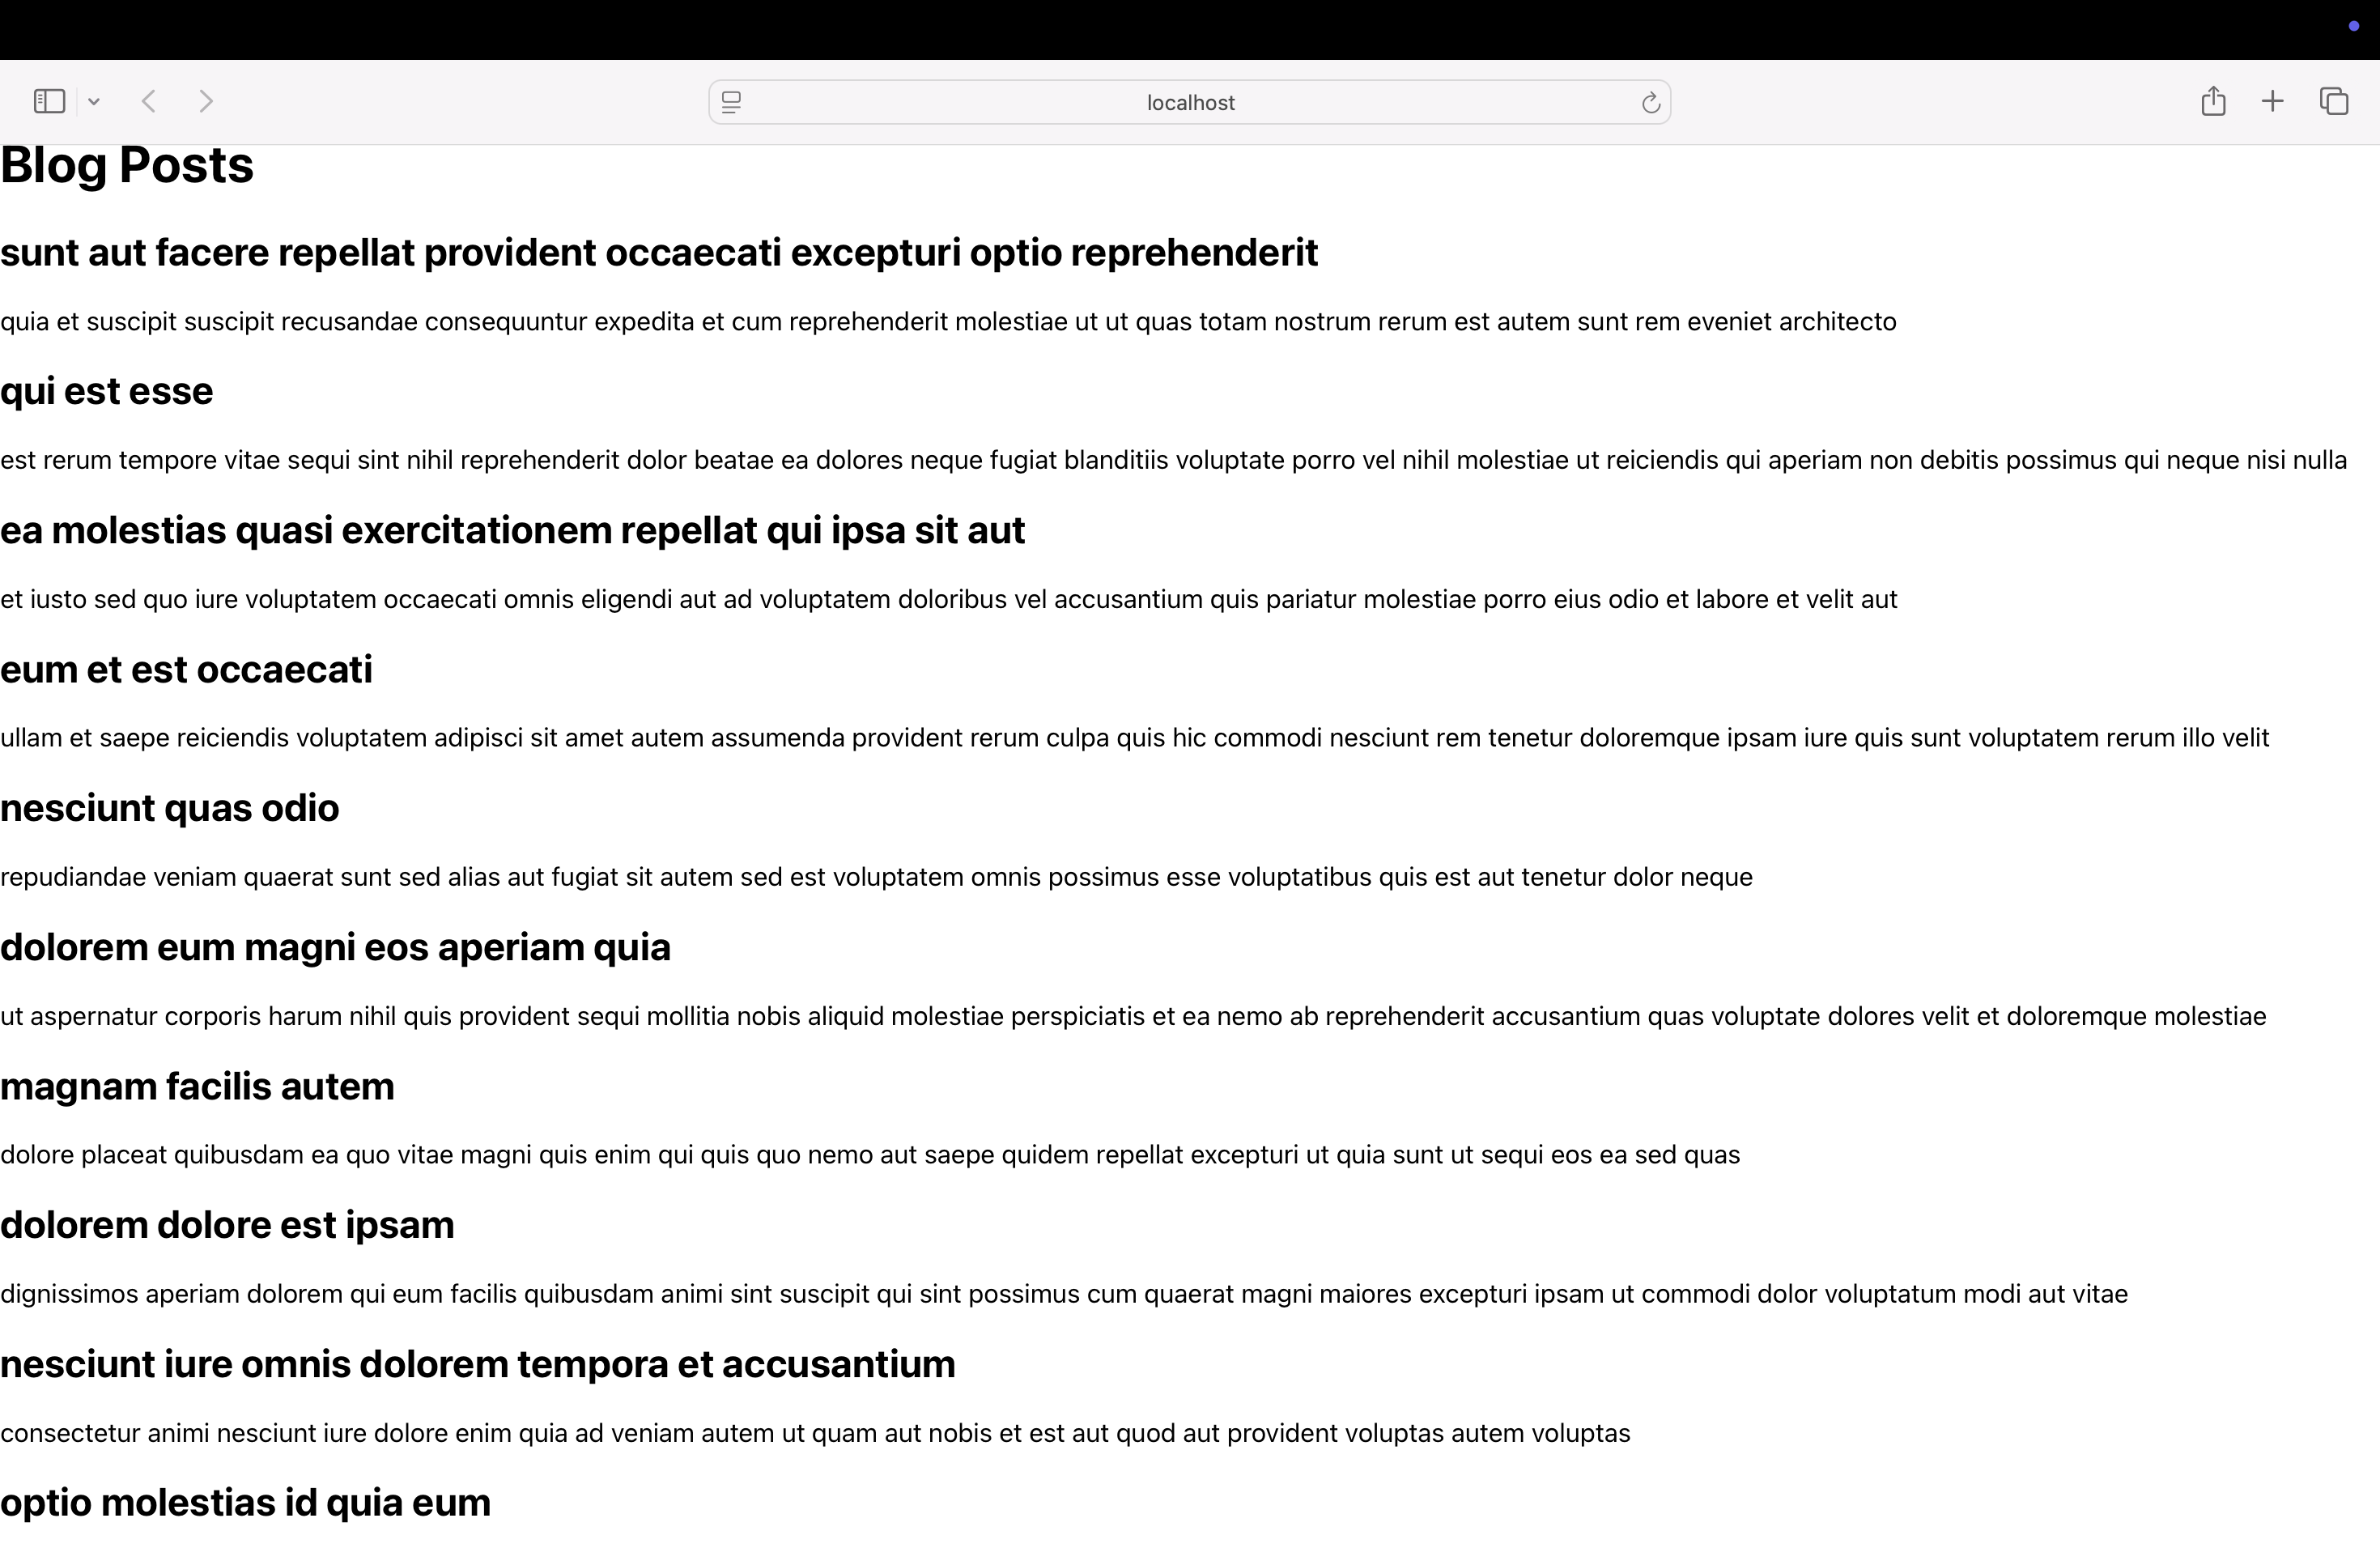 localhost
Blog Posts
sunt aut facere repellat provident occaecati excepturi optio reprehenderit
quia et suscipit suscipit recusandae consequuntur expedita et cum reprehenderit molestiae ut ut quas totam nostrum rerum est autem sunt rem eveniet architecto
qui est esse
est rerum tempore vitae sequi sint nihil reprehenderit dolor beatae ea dolores neque fugiat blanditiis voluptate porro vel nihil molestiae ut reiciendis qui aperiam non debitis possimus qui neque nisi nulla
ea molestias quasi exercitationem repellat qui ipsa sit aut
et iusto sed quo iure voluptatem occaecati omnis eligendi aut ad voluptatem doloribus vel accusantium quis pariatur molestiae porro eius odio et labore et velit aut
eum et est occaecati
ullam et saepe reiciendis voluptatem adipisci sit amet autem assumenda provident rerum culpa quis hic commodi nesciunt rem tenetur doloremque ipsam iure quis sunt voluptatem rerum illo velit
nesciunt quas odio
repudiandae veniam quaerat sunt sed alias aut fugiat sit autem sed est voluptatem omnis possimus esse voluptatibus quis est aut tenetur dolor neque
dolorem eum magni eos aperiam quia
ut aspernatur corporis harum nihil quis provident sequi mollitia nobis aliquid molestiae perspiciatis et ea nemo ab reprehenderit accusantium quas voluptate dolores velit et doloremque molestiae
magnam facilis autem
dolore placeat quibusdam ea quo vitae magni quis enim qui quis quo nemo aut saepe quidem repellat excepturi ut quia sunt ut sequi eos ea sed quas
dolorem dolore est ipsam
dignissimos aperiam dolorem qui eum facilis quibusdam animi sint suscipit qui sint possimus cum quaerat magni maiores excepturi ipsam ut commodi dolor voluptatum modi aut vitae
nesciunt iure omnis dolorem tempora et accusantium
consectetur animi nesciunt iure dolore enim quia ad veniam autem ut quam aut nobis et est aut quod aut provident voluptas autem voluptas
optio molestias id quia eum